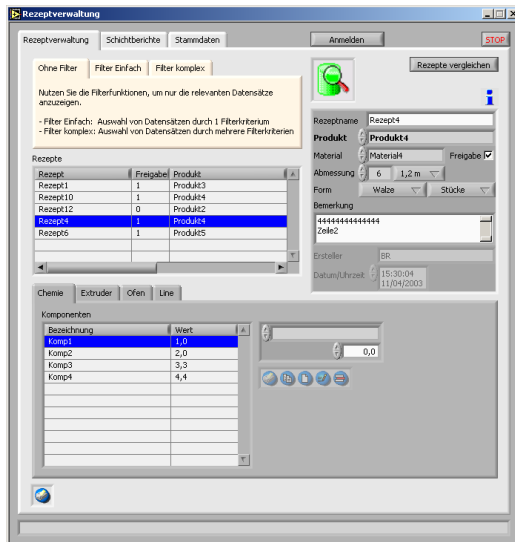 Rezeptverwaltung
Rezeptverwaltung Schichtberichte Stammdaten Anmelden STOP
Ohne Filter Filter Einfach Filter komplex Rezepte vergleichen
Nutzen Sie die Filterfunktionen, um nur die relevanten Datensätze
anzuzeigen.
- Filter Einfach: Auswahl von Datensätzen durch 1 Filterkriterium
- Filter komplex: Auswahl von Datensätzen durch mehrere Filterkriterien
Rezeptname Rezept4
Produkt Produkt4
Material Material4 Freigabe
Abmessung 6 1,2 m
Form Walze Stücke
Bemerkung
44444444444444
Zeile2
Ersteller BR
Datum/Uhrzeit 15:30:04
11/04/2003
Rezepte
Rezept Freigabe Produkt
Rezept1 1 Produkt3
Rezept10 1 Produkt4
Rezept12 0 Produkt2
Rezept4 1 Produkt4
Rezept6 1 Produkt5
Chemie Extruder Ofen Line
Komponenten
Bezeichnung Wert
Komp1 1,0
Komp2 2,0
Komp3 3,3
Komp4 4,4
0,0